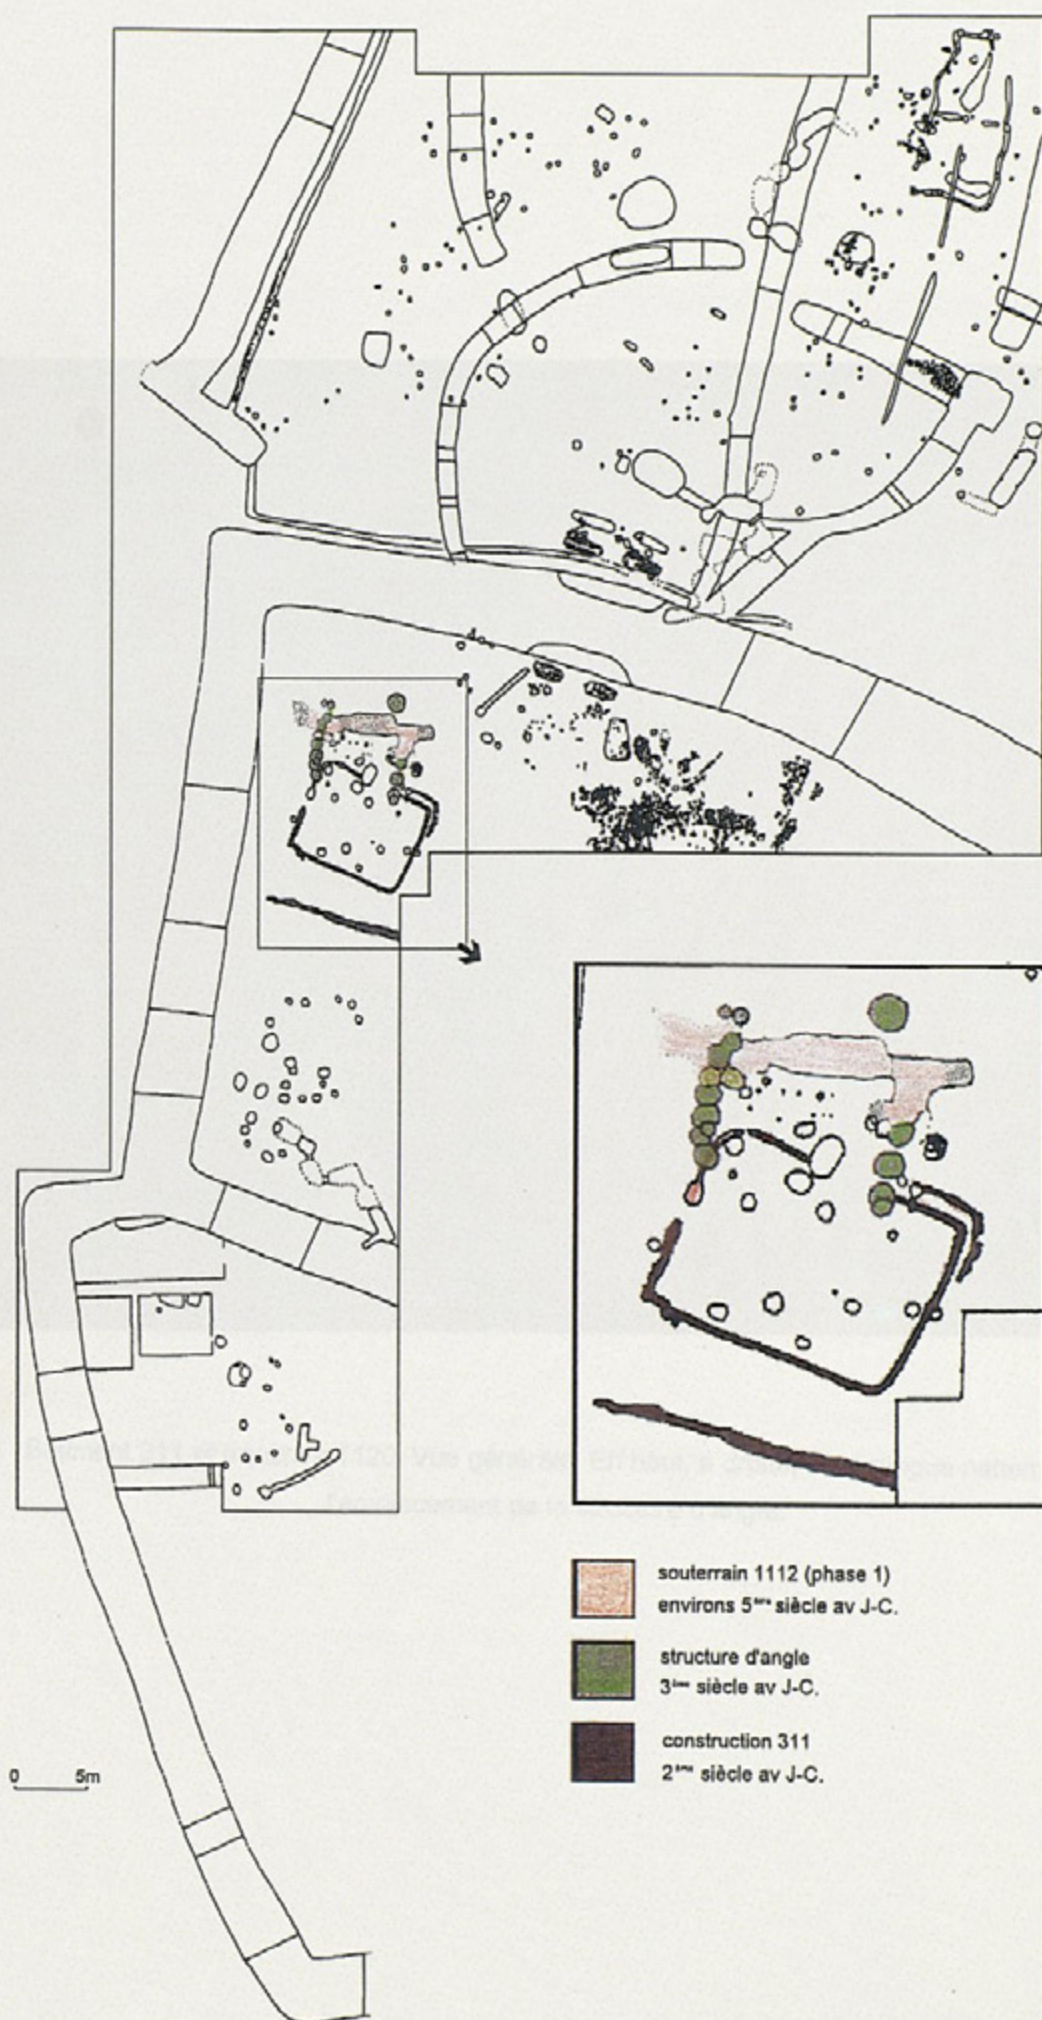 souterrain 1112 (phase 1)
environs 5ème siècle av J-C.
structure d'angle
3ème siècle av J-C.
construction 311
2ème siècle av J-C.
0 5m